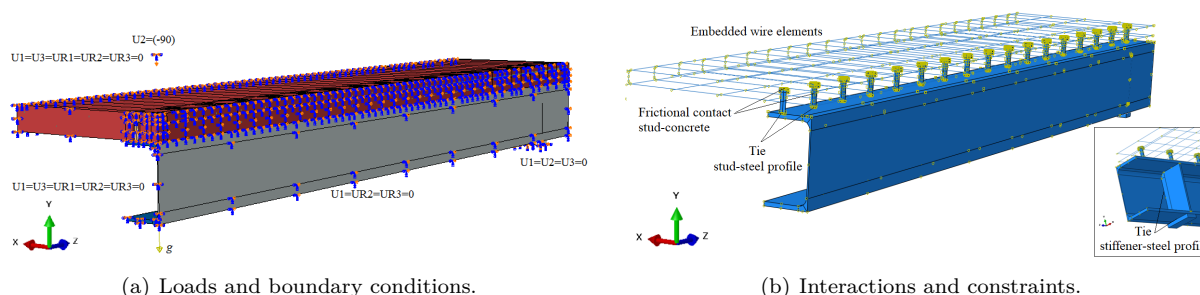 U2=(-90)
U1=U3=UR1=UR2=UR3=0
U1=U3=UR1=UR2=UR3=0
U1=UR2=UR3=0
U1=U2=U3=0
Y
X
Z
g
(a) Loads and boundary conditions.
Embedded wire elements
Frictional contact
stud-concrete
Tie
stud-steel profile
Tie
stiffener-steel profile
Y
X
Z
(b) Interactions and constraints.